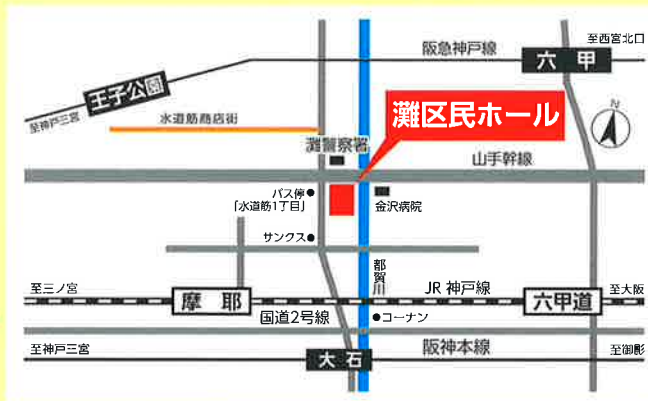 阪急神戸線
至西宮北口
六甲
王子公園
至神戸三宮
水道筋商店街
灘区民ホール
N
灘警察署
山手幹線
バス停
「水道筋1丁目」
金沢病院
サンクス
都賀川
至三ノ宮
JR 神戸線
至大阪
摩耶
六甲道
国道2号線
コーナン
至神戸三宮
阪神本線
至御影
大石